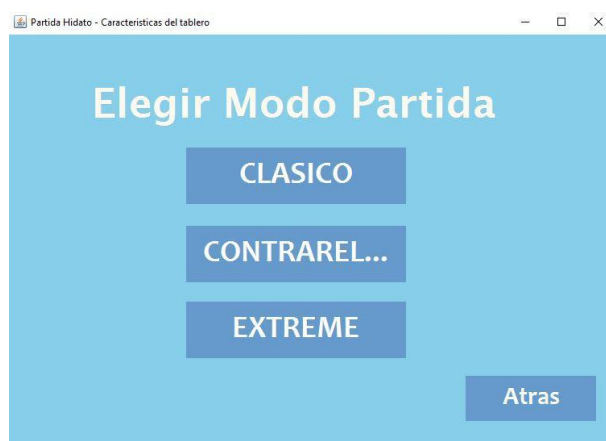 Partida Hidato - Caracteristicas del tablero
Elegir Modo Partida
CLASICO
CONTRAREL...
EXTREME
Atras